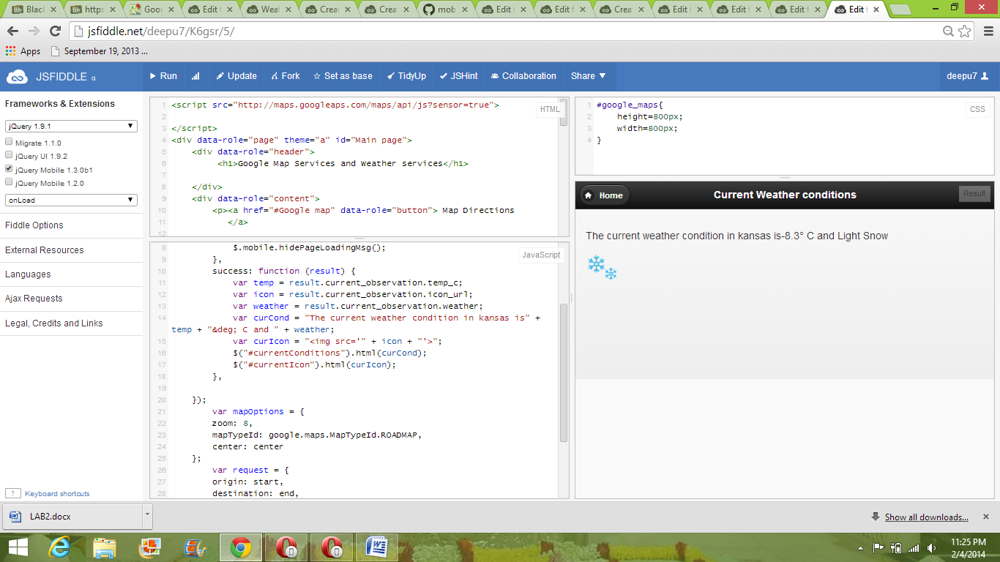 Black
https
Goog
Edit f
Weat
Creat
Crea
mob
Edit f
Edit f
Crea
Edit f
Edit f
Edit f
Edit f
jsfiddle.net/deepu7/K6gsr/5/
Apps
September 19, 2013 ...
JSFIDDLE α
Run
Update
Fork
Set as base
TidyUp
JSHint
Collaboration
Share
deepu7
Frameworks & Extensions
jQuery 1.9.1
Migrate 1.1.0
jQuery UI 1.9.2
jQuery Mobile 1.3.0b1
jQuery Mobile 1.2.0
onLoad
Fiddle Options
External Resources
Languages
Ajax Requests
Legal, Credits and Links
? Keyboard shortcuts
HTML
1 <script src="http://maps.googleaps.com/maps/api/js?sensor=true">
2
3 </script>
4 <div data-role="page" theme="a" id="Main page">
5 <div data-role="header">
6 <h1>Google Map Services and Weather services</h1>
7
8 </div>
9 <div data-role="content">
10 <p><a href="#Google map" data-role="button"> Map Directions
11 </a>
12
JavaScript
8 $.mobile.hidePageLoadingMsg();
9 },
10 success: function (result) {
11 var temp = result.current_observation.temp_c;
12 var icon = result.current_observation.icon_url;
13 var weather = result.current_observation.weather;
14 var curCond = "The current weather condition in kansas is" +
temp + "&deg; C and " + weather;
15 var curIcon = "<img src='" + icon + "'>";
16 $("#currentConditions").html(curCond);
17 $("#currentIcon").html(curIcon);
18 },
19
20 });
21 var mapOptions = {
22 zoom: 8,
23 mapTypeId: google.maps.MapTypeId.ROADMAP,
24 center: center
25 };
26 var request = {
27 origin: start,
28 destination: end,
CSS
1 #google_maps{
2 height=800px;
3 width=800px;
4 }
Home
Current Weather conditions
Result
The current weather condition in kansas is-8.3° C and Light Snow
LAB2.docx
Show all downloads...
11:25 PM
2/4/2014